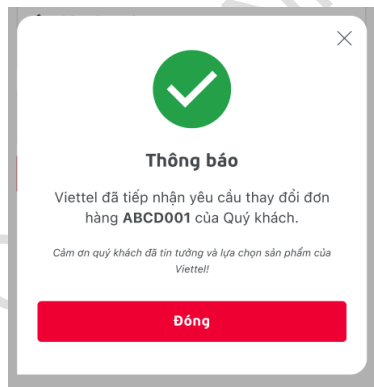 Thông báo
Viettel đã tiếp nhận yêu cầu thay đổi đơn
hàng ABCD001 của Quý khách.
Cảm ơn quý khách đã tin tưởng và lựa chọn sản phẩm của
Viettel!
Đóng